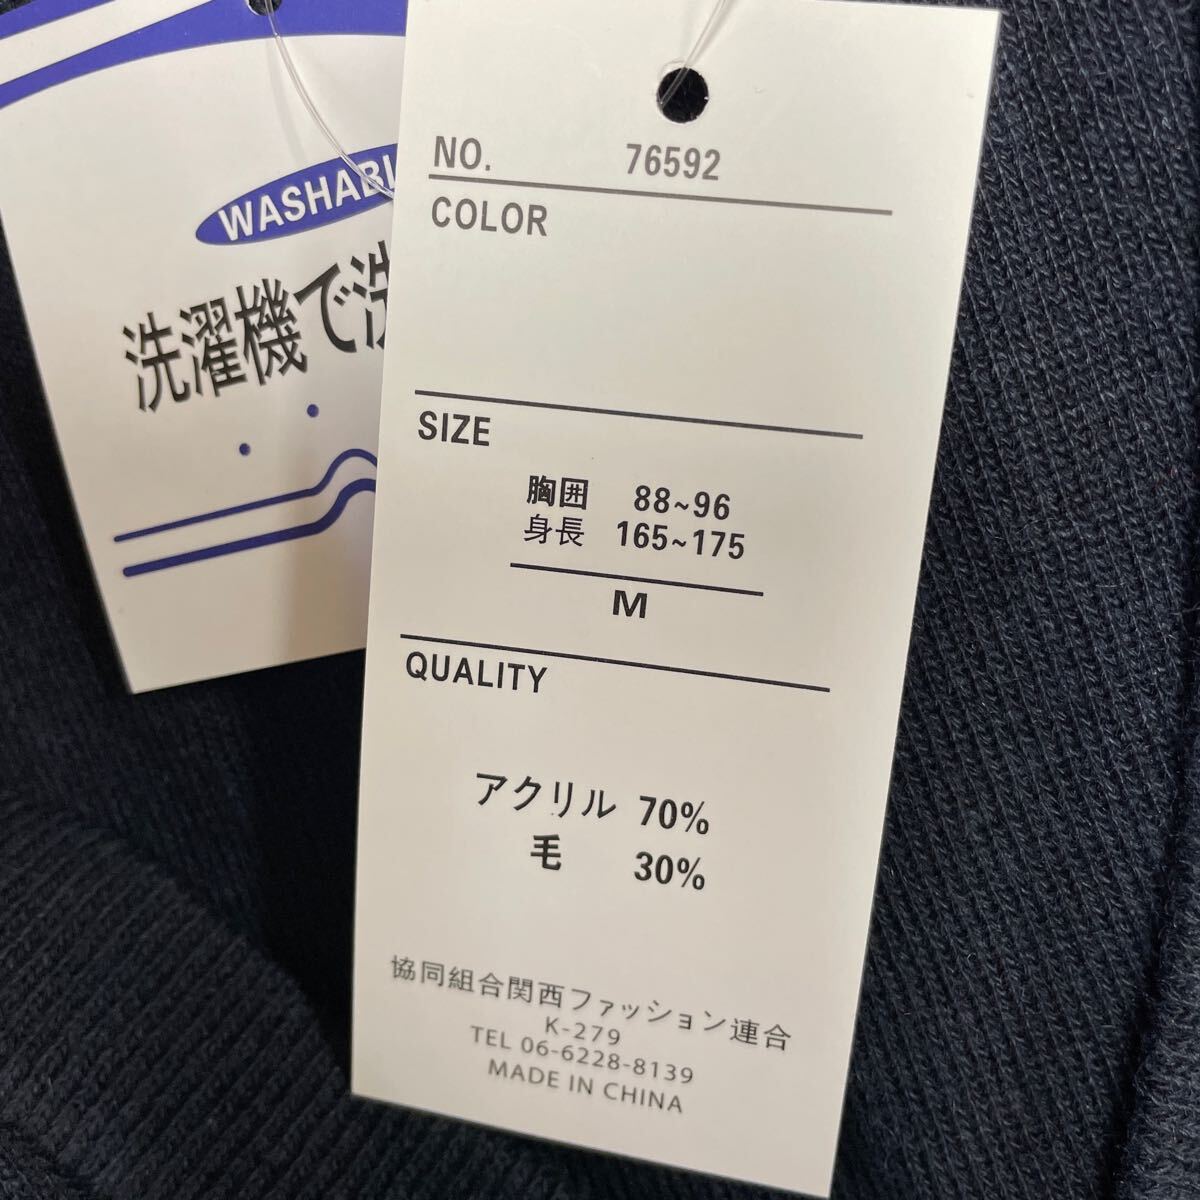 WASHABL
洗濯機で洗
NO. 76592
COLOR
SIZE
胸囲 88~96
身長 165~175
M
QUALITY
アクリル 70%
毛 30%
協同組合関西ファッション連合
K-279
TEL 06-6228-8139
MADE IN CHINA